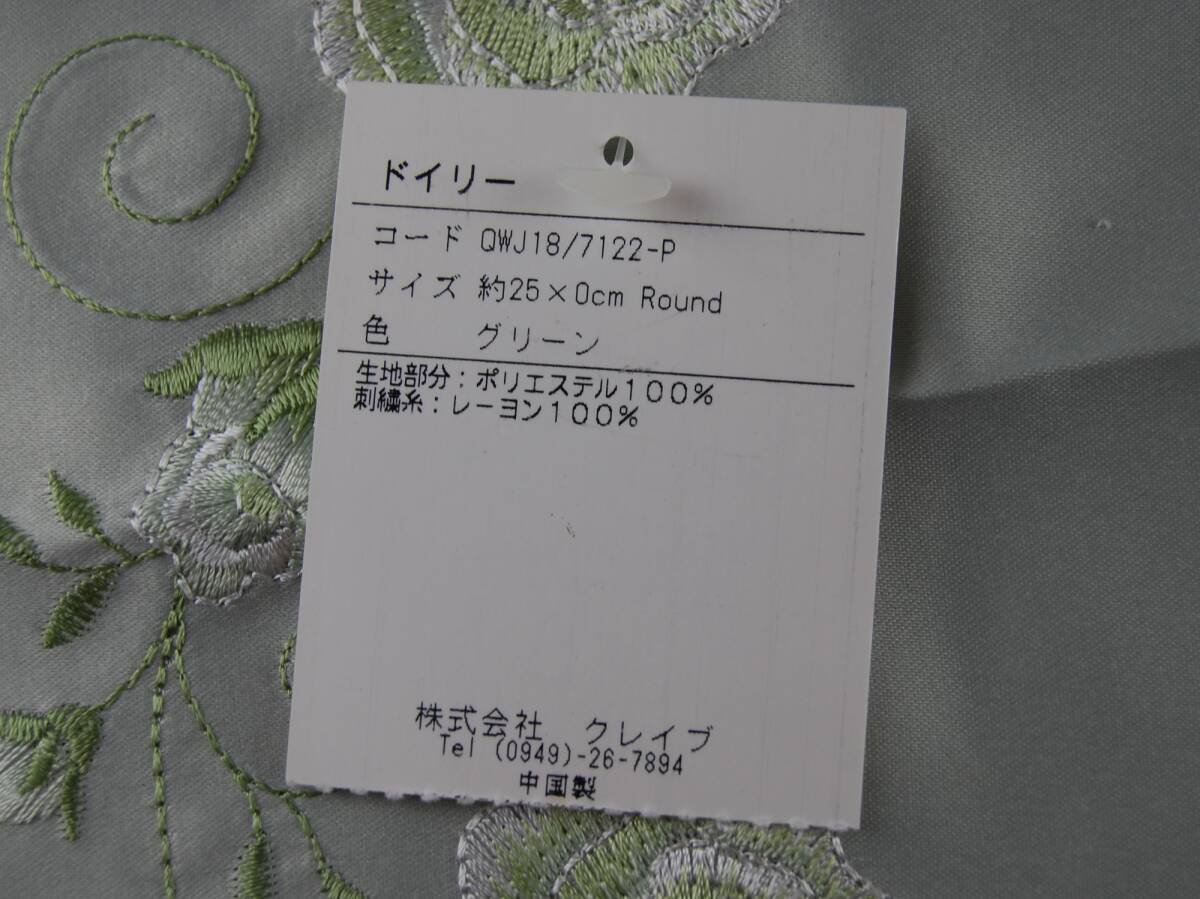 ドイリー
コード QWJ18/7122-P
サイズ 約25×0cm Round
色 グリーン
生地部分：ポリエステル１００％
刺繍糸：レーヨン１００％
株式会社 クレイブ
Tel (0949)-26-7894
中国製